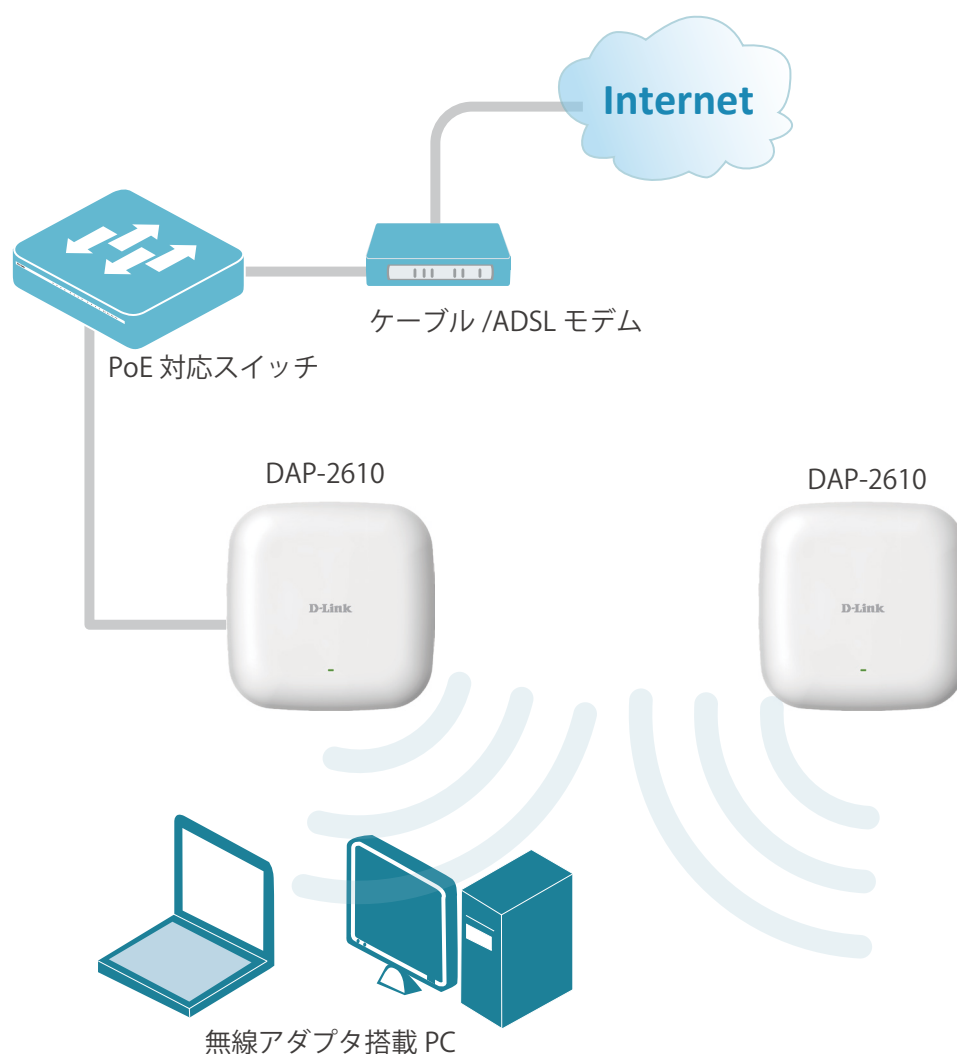 Internet
ケーブル /ADSL モデム
PoE 対応スイッチ
DAP-2610
DAP-2610
D-Link
D-Link
無線アダプタ搭載 PC